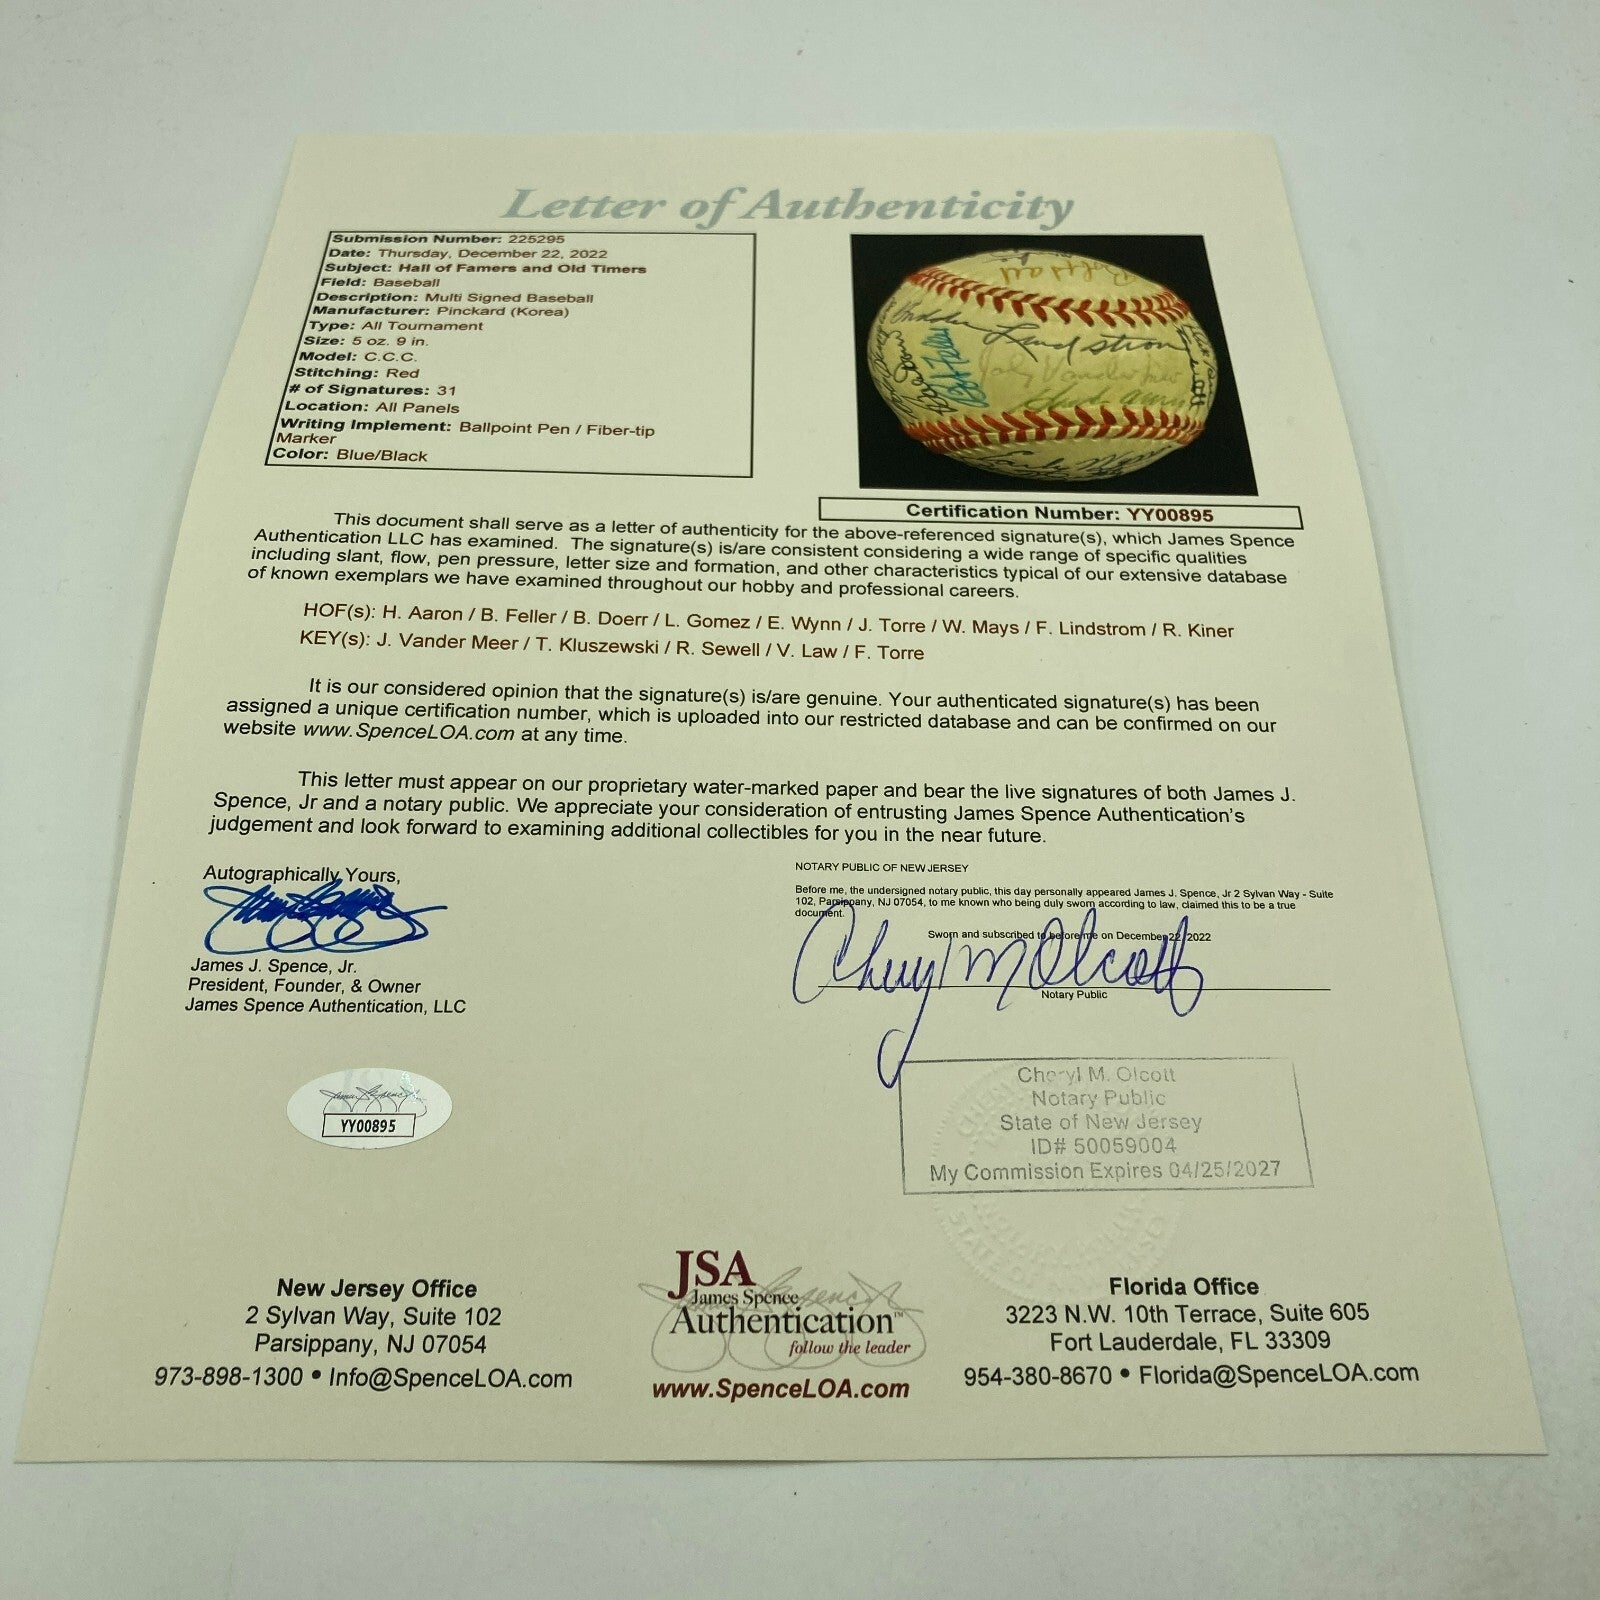 Letter of Authenticity
Submission Number: 225295
Date: Thursday, December 22, 2022
Subject: Hall of Famers and Old Timers
Field: Baseball
Description: Multi Signed Baseball
Manufacturer: Pinckard (Korea)
Type: All Tournament
Size: 5 oz. 9 in.
Model: C.C.C.
Stitching: Red
# of Signatures: 31
Location: All Panels
Writing Implement: Ballpoint Pen / Fiber-tip
Marker
Color: Blue/Black
Lindstrom
Bob Feller
Certification Number: YY00895
This document shall serve as a letter of authenticity for the above-referenced signature(s), which James Spence
Authentication LLC has examined. The signature(s) is/are consistent considering a wide range of specific qualities
including slant, flow, pen pressure, letter size and formation, and other characteristics typical of our extensive database
of known exemplars we have examined throughout our hobby and professional careers.
HOF(s): H. Aaron / B. Feller / B. Doerr / L. Gomez / E. Wynn / J. Torre / W. Mays / F. Lindstrom / R. Kiner
KEY(s): J. Vander Meer / T. Kluszewski / R. Sewell / V. Law / F. Torre
It is our considered opinion that the signature(s) is/are genuine. Your authenticated signature(s) has been
assigned a unique certification number, which is uploaded into our restricted database and can be confirmed on our
website www.SpenceLOA.com at any time.
This letter must appear on our proprietary water-marked paper and bear the live signatures of both James J.
Spence, Jr and a notary public. We appreciate your consideration of entrusting James Spence Authentication's
judgement and look forward to examining additional collectibles for you in the near future.
Autographically Yours,
James J. Spence, Jr.
President, Founder, & Owner
James Spence Authentication, LLC
NOTARY PUBLIC OF NEW JERSEY
Before me, the undersigned notary public, this day personally appeared James J. Spence, Jr 2 Sylvan Way - Suite
102, Parsippany, NJ 07054, to me known who being duly sworn according to law, claimed this to be a true
document.
Sworn and subscribed to before me on December 22, 2022
Cheryl M Olcott
Notary Public
Cheryl M. Olcott
Notary Public
State of New Jersey
ID# 50059004
My Commission Expires 04/25/2027
YY00895
New Jersey Office
2 Sylvan Way, Suite 102
Parsippany, NJ 07054
973-898-1300 • Info@SpenceLOA.com
JSA
James Spence
Authentication™
follow the leader
www.SpenceLOA.com
Florida Office
3223 N.W. 10th Terrace, Suite 605
Fort Lauderdale, FL 33309
954-380-8670 • Florida@SpenceLOA.com